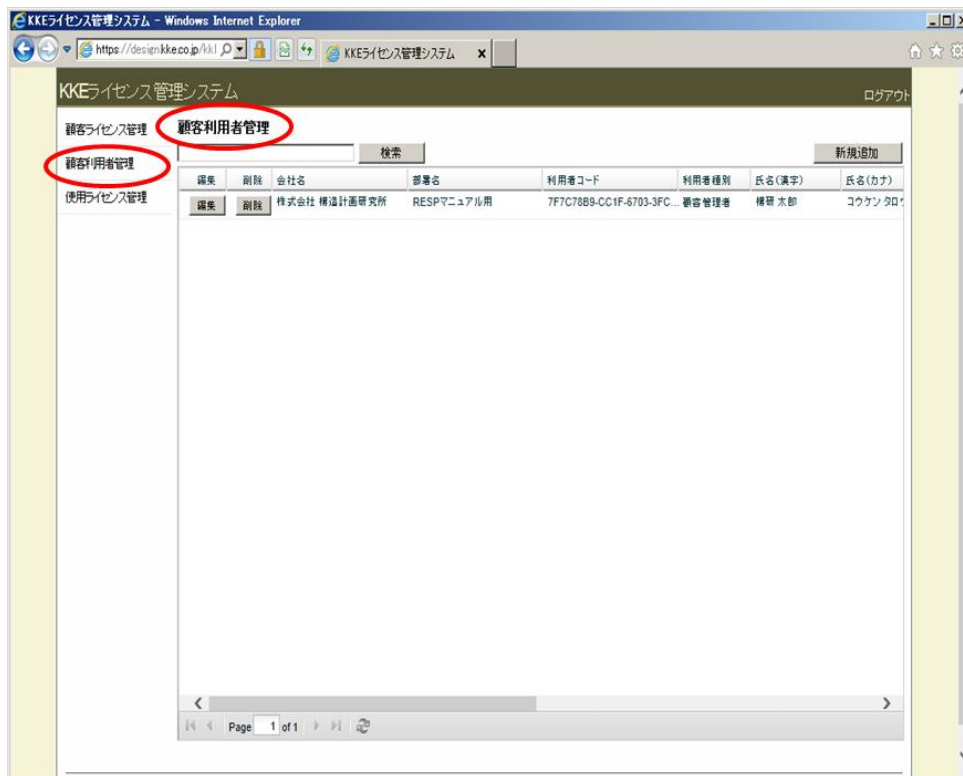 KKEライセンス管理システム - Windows Internet Explorer
https://design.kke.co.jp/kkl
KKEライセンス管理システム
KKEライセンス管理システム
ログアウト
顧客ライセンス管理
顧客利用者管理
使用ライセンス管理
顧客利用者管理
検索
新規追加
編集 削除 会社名 部署名 利用者コード 利用者種別 氏名(漢字) 氏名(カナ)
編集 削除 株式会社 構造計画研究所 RESPマニュアル用 7F7C78B9-CC1F-6703-3FC... 顧客管理者 構研 太郎 コウケン タロウ
Page 1 of 1